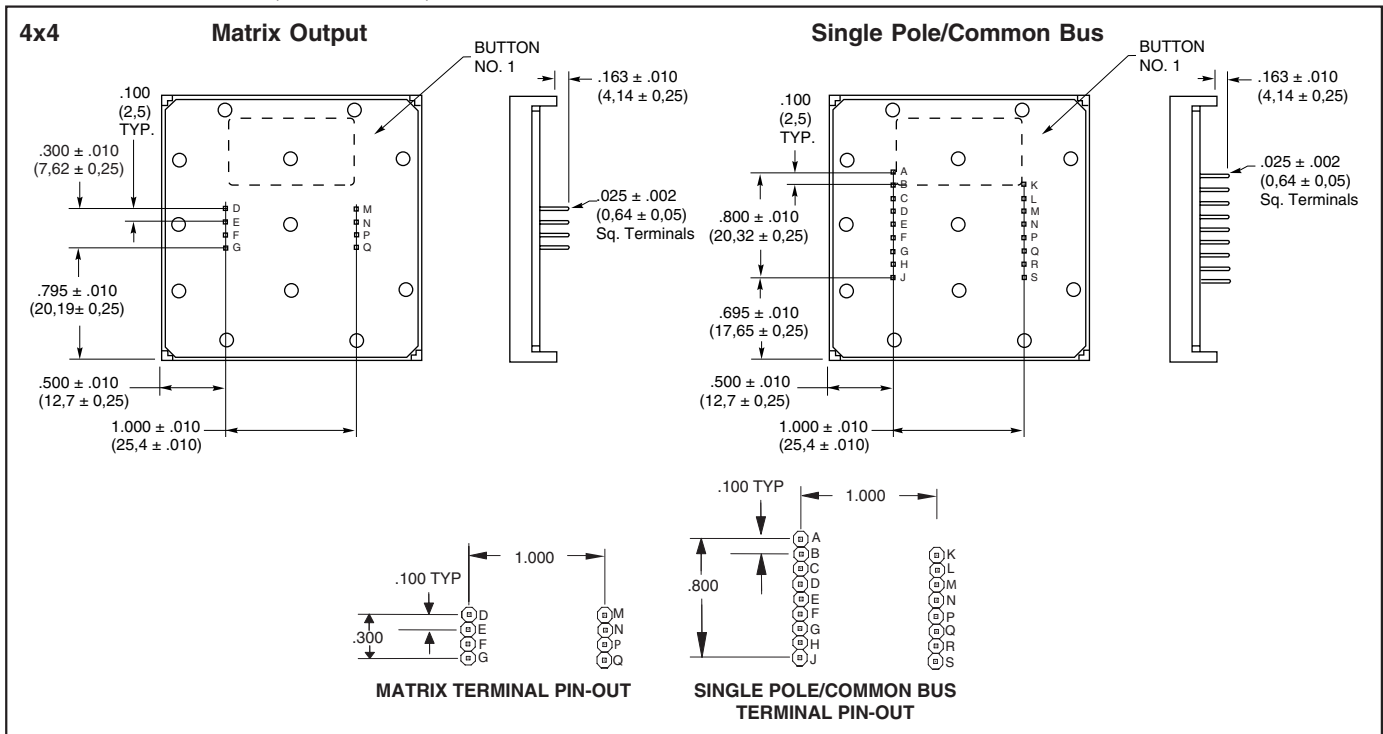 4x4
Matrix Output
BUTTON
NO. 1
.100
(2,5)
TYP.
.300 ± .010
(7,62 ± 0,25)
.795 ± .010
(20,19± 0,25)
.500 ± .010
(12,7 ± 0,25)
1.000 ± .010
(25,4 ± .010)
D
E
F
G
M
N
P
Q
.163 ± .010
(4,14 ± 0,25)
.025 ± .002
(0,64 ± 0,05)
Sq. Terminals
Single Pole/Common Bus
BUTTON
NO. 1
.100
(2,5)
TYP.
.800 ± .010
(20,32 ± 0,25)
.695 ± .010
(17,65 ± 0,25)
.500 ± .010
(12,7 ± 0,25)
1.000 ± .010
(25,4 ± .010)
A
B
C
D
E
F
G
H
J
K
L
M
N
P
Q
R
S
.163 ± .010
(4,14 ± 0,25)
.025 ± .002
(0,64 ± 0,05)
Sq. Terminals
1.000
.100 TYP
.300
D
E
F
G
M
N
P
Q
MATRIX TERMINAL PIN-OUT
.100 TYP
1.000
.800
A
B
C
D
E
F
G
H
J
K
L
M
N
P
Q
R
S
SINGLE POLE/COMMON BUS
TERMINAL PIN-OUT